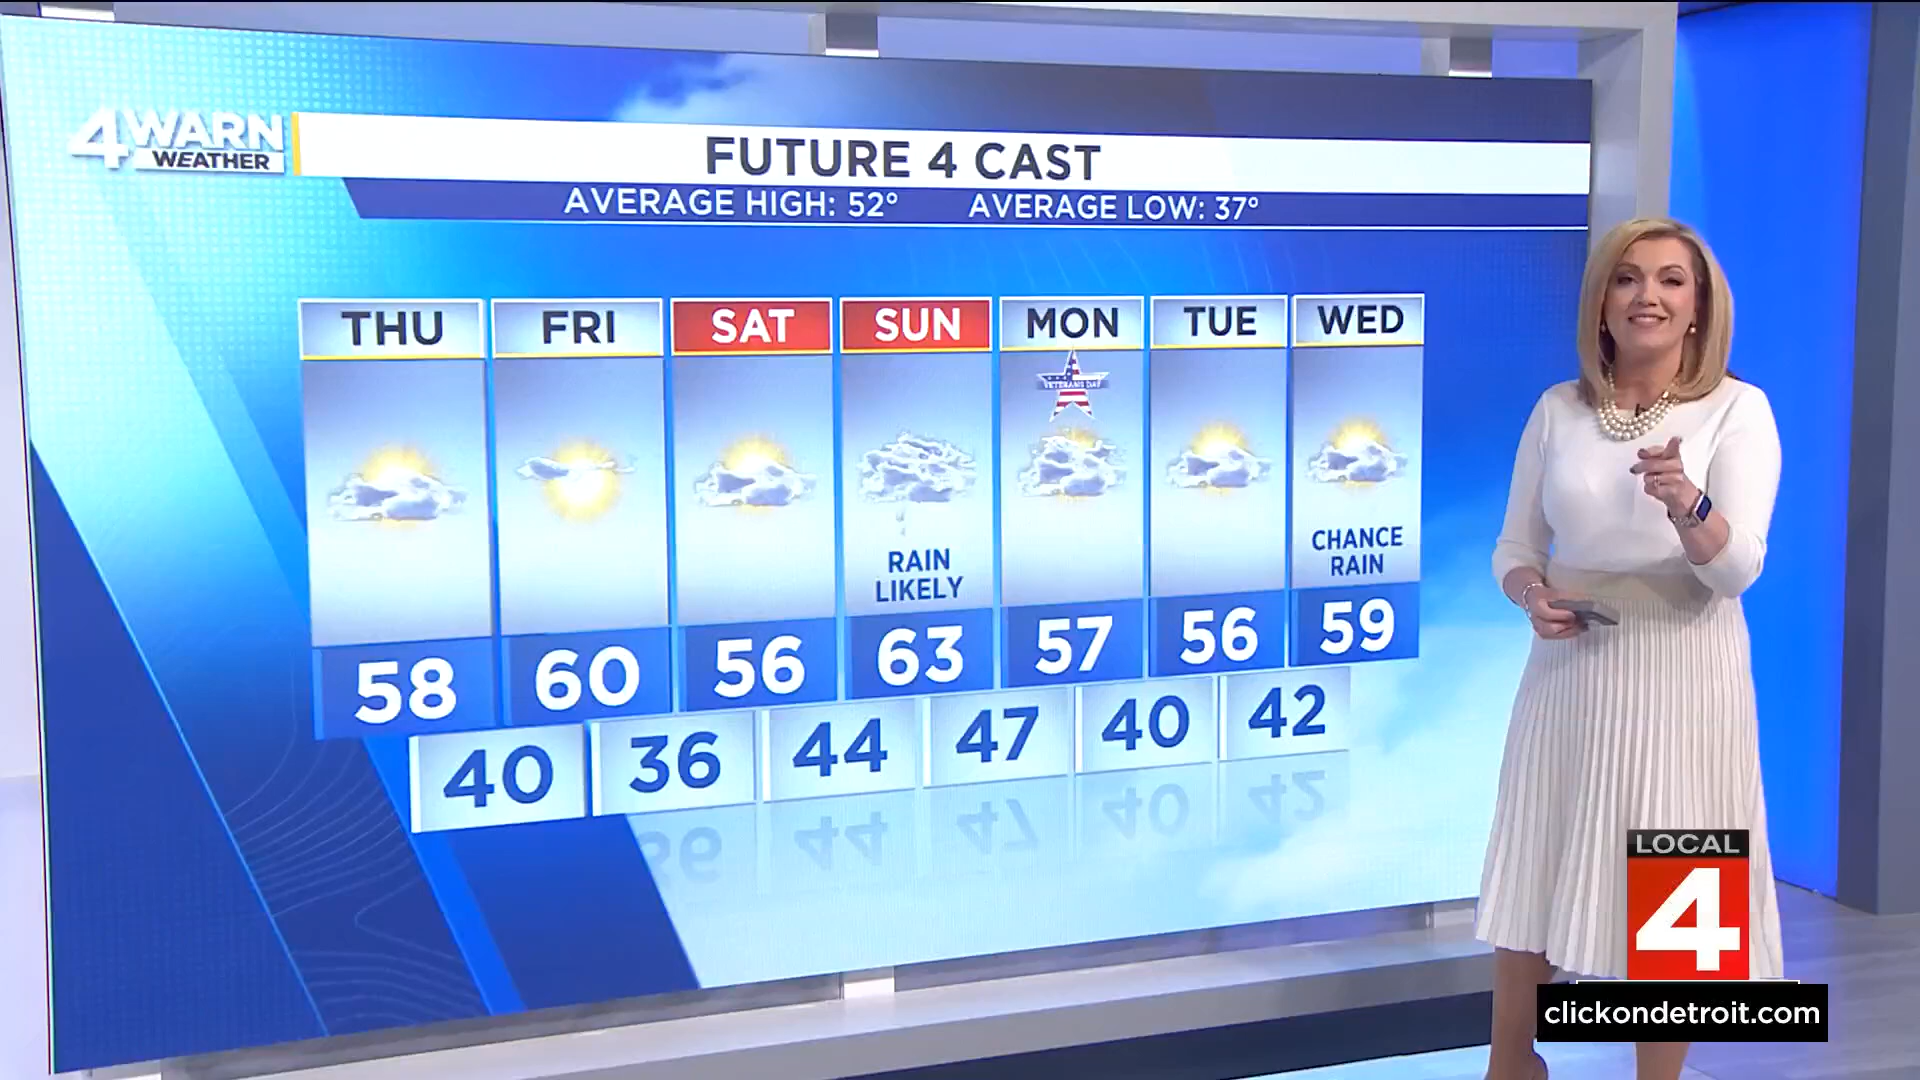 4WARN
WEATHER
FUTURE 4 CAST
AVERAGE HIGH: 52° AVERAGE LOW: 37°
THU FRI SAT SUN MON TUE WED
VETERANS DAY
RAIN
LIKELY
CHANCE
RAIN
58 60 56 63 57 56 59
40 36 44 47 40 42
LOCAL
4
clickondetroit.com